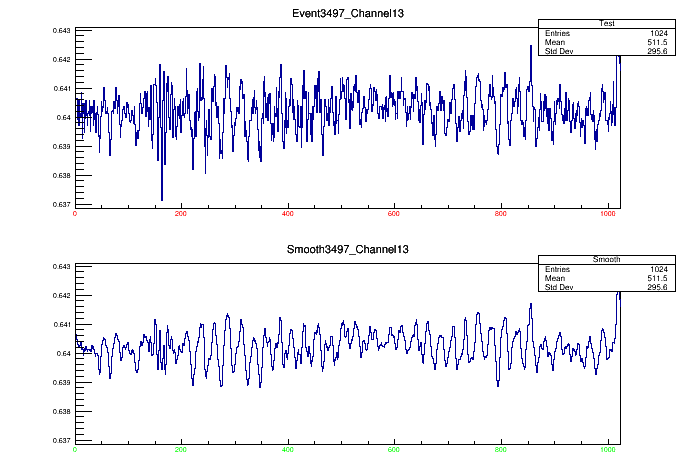 Event3497_Channel13
Test
Entries 1024
Mean 511.5
Std Dev 295.6
0.643
0.642
0.641
0.64
0.639
0.638
0.637
0 200 400 600 800 1000
Smooth3497_Channel13
Smooth
Entries 1024
Mean 511.5
Std Dev 295.6
0.643
0.642
0.641
0.64
0.639
0.638
0.637
0 200 400 600 800 1000